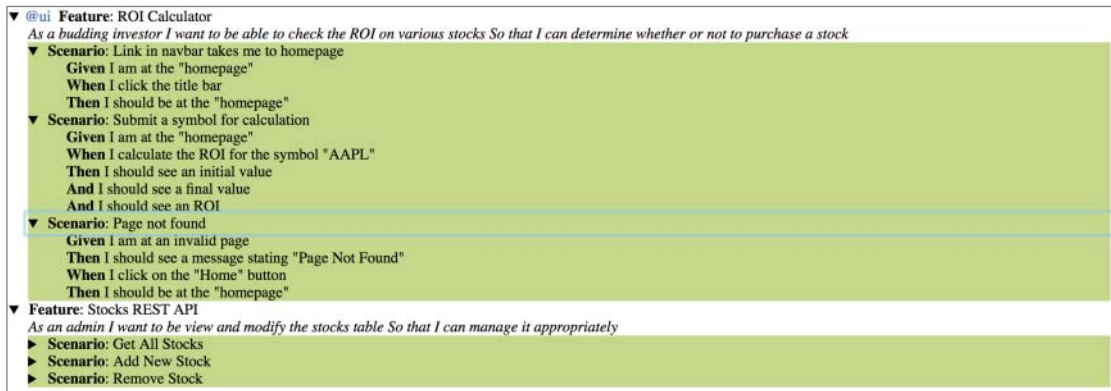 @ui Feature: ROI Calculator
As a budding investor I want to be able to check the ROI on various stocks So that I can determine whether or not to purchase a stock
Scenario: Link in navbar takes me to homepage
Given I am at the "homepage"
When I click the title bar
Then I should be at the "homepage"
Scenario: Submit a symbol for calculation
Given I am at the "homepage"
When I calculate the ROI for the symbol "AAPL"
Then I should see an initial value
And I should see a final value
And I should see an ROI
Scenario: Page not found
Given I am at an invalid page
Then I should see a message stating "Page Not Found"
When I click on the "Home" button
Then I should be at the "homepage"
Feature: Stocks REST API
As an admin I want to be view and modify the stocks table So that I can manage it appropriately
Scenario: Get All Stocks
Scenario: Add New Stock
Scenario: Remove Stock